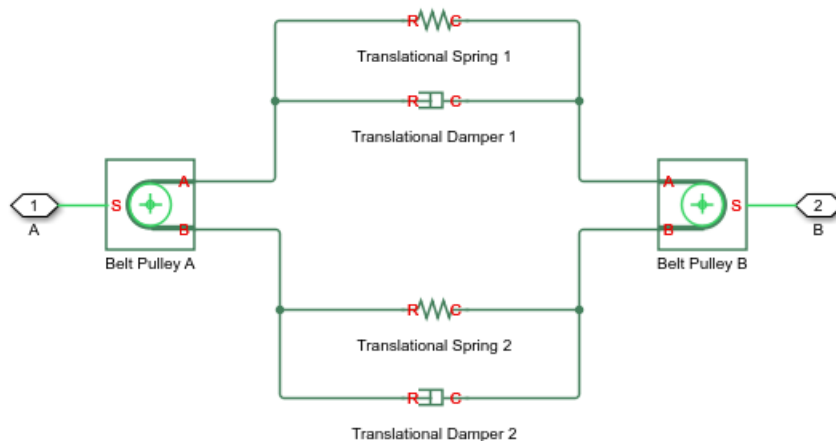 R C
Translational Spring 1
R C
Translational Damper 1
1 S A A S 2
A B B B
Belt Pulley A Belt Pulley B
R C
Translational Spring 2
R C
Translational Damper 2